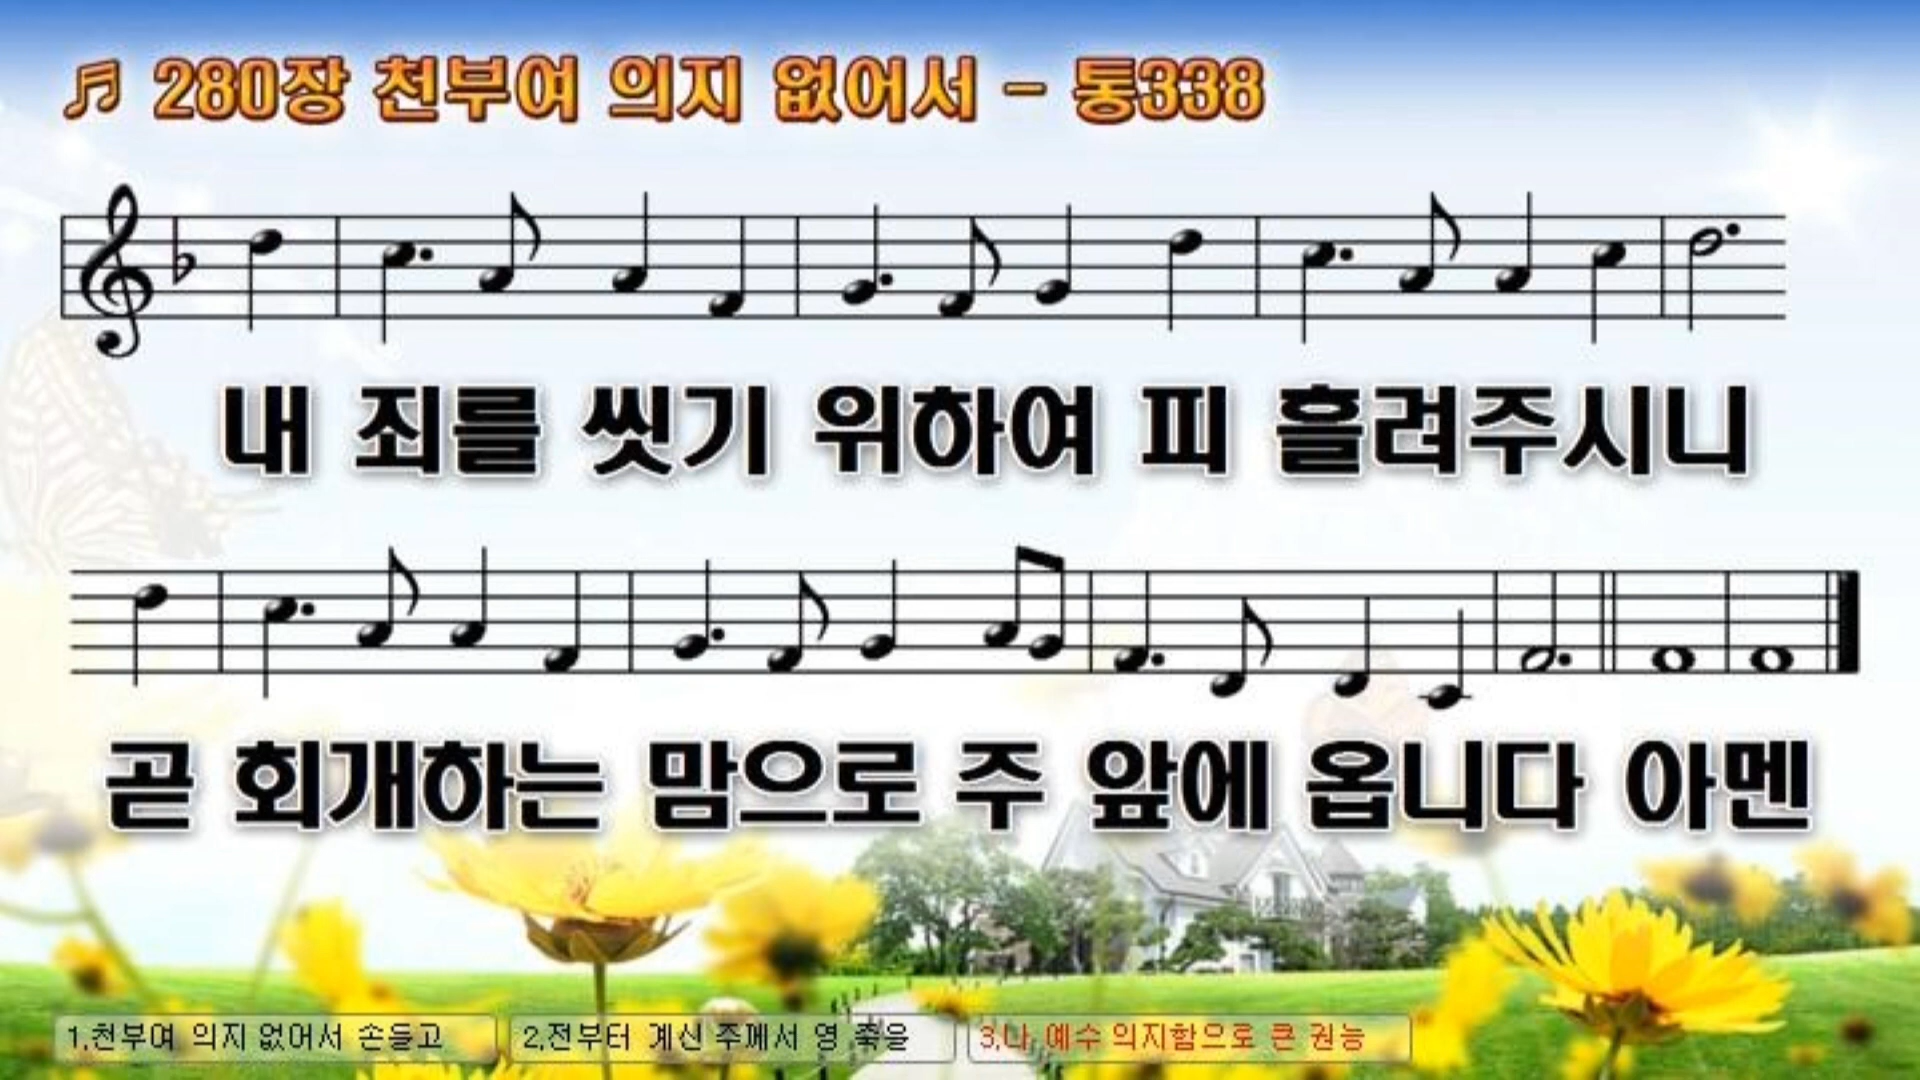 280장 천부여 의지 없어서 - 통338
내 죄를 씻기 위하여 피 흘려주시니
곧 회개하는 맘으로 주 앞에 옵니다 아멘
1.천부여 의지 없어서 손들고
2.전부터 계신 주께서 영 죽을
3.나 예수 의지함으로 큰 권능